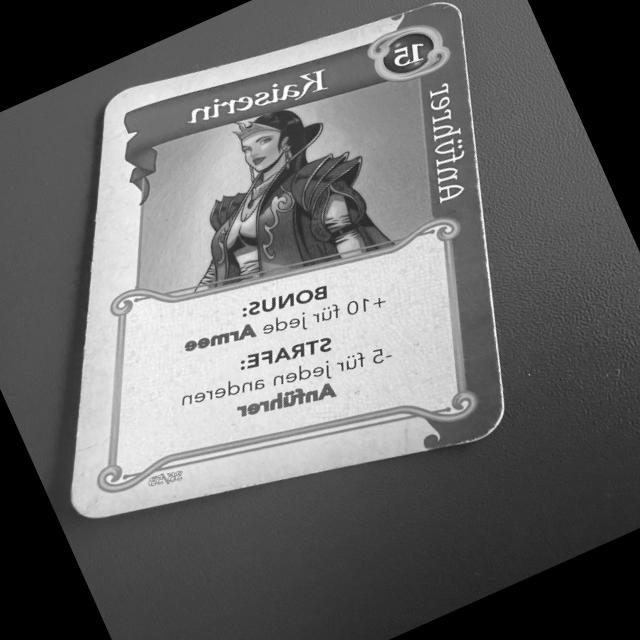 15
Kaiserin
Anführer
BONUS:
+10 für jede Armee
STRAFE:
-5 für jeden anderen
Anführer